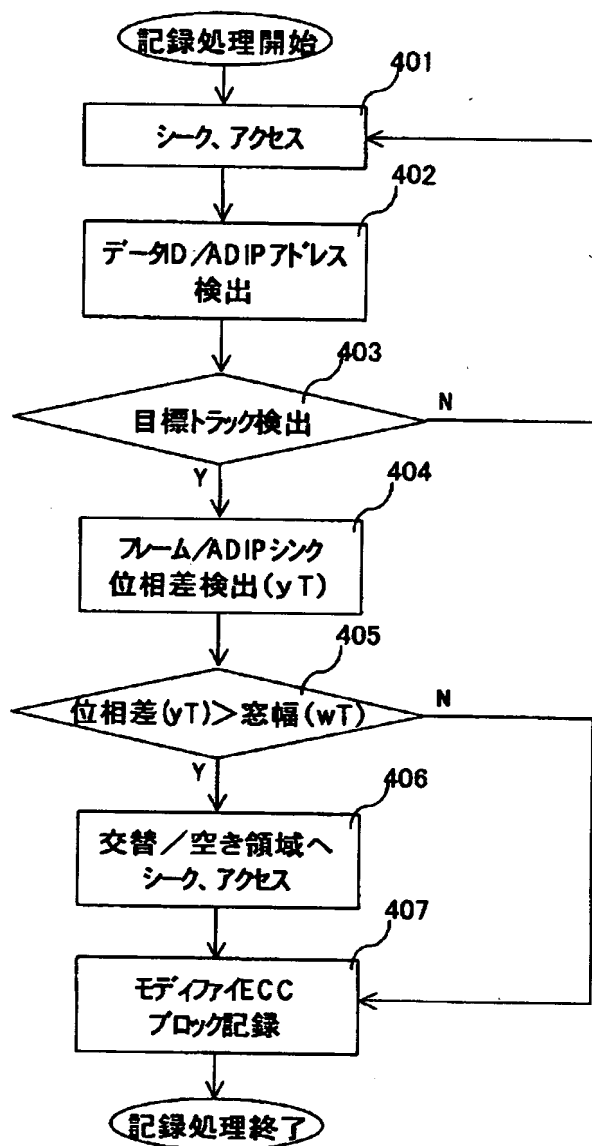 記録処理開始
401
シーク、アクセス
402
データID/ADIPアドレス
検出
403
目標トラック検出
N
Y
404
フレーム/ADIPシンク
位相差検出(yT)
405
位相差(yT)>窓幅(wT)
N
Y
406
交替/空き領域へ
シーク、アクセス
407
モディファイECC
ブロック記録
記録処理終了